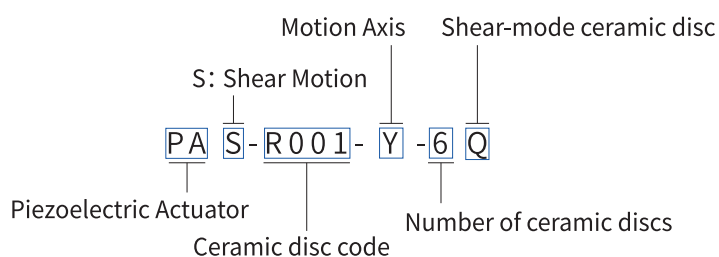 Motion Axis
Shear-mode ceramic disc
S: Shear Motion
PA S-R001- Y -6 Q
Piezoelectric Actuator
Number of ceramic discs
Ceramic disc code